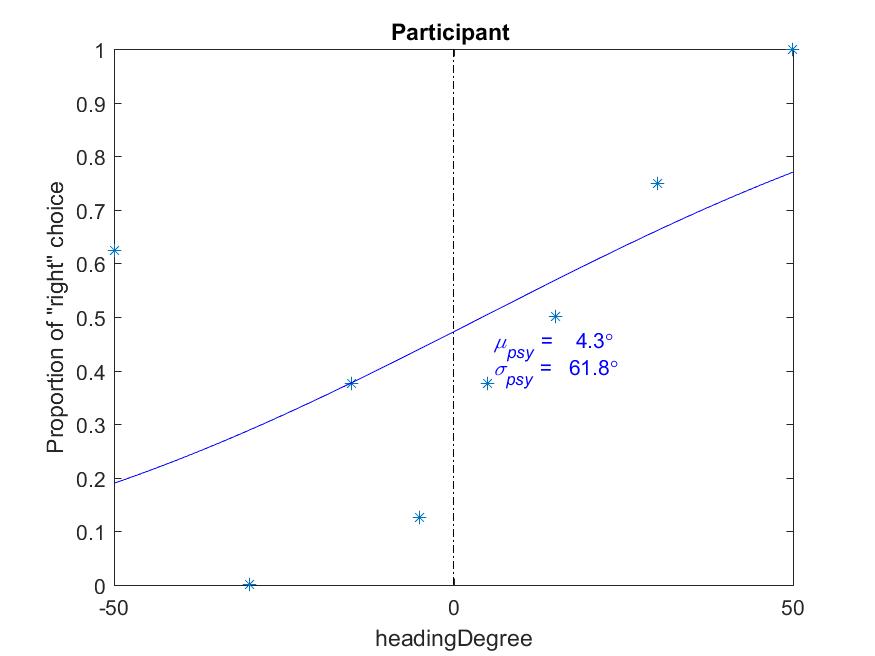 Participant
1
0.9
0.8
0.7
0.6
0.5
0.4
0.3
0.2
0.1
0
Proportion of "right" choice
μpsy = 4.3°
σpsy = 61.8°
-50 0 50
headingDegree